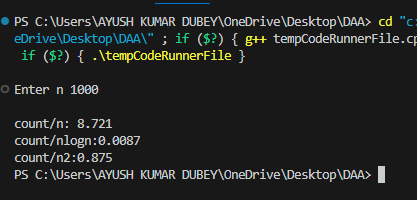 PS C:\Users\AYUSH KUMAR DUBEY\OneDrive\Desktop\DAA> cd "c:
eDrive\Desktop\DAA\" ; if ($?) { g++ tempCodeRunnerFile.cp
if ($?) { .\tempCodeRunnerFile }
Enter n 1000
count/n: 8.721
count/nlogn:0.0087
count/n2:0.875
PS C:\Users\AYUSH KUMAR DUBEY\OneDrive\Desktop\DAA>